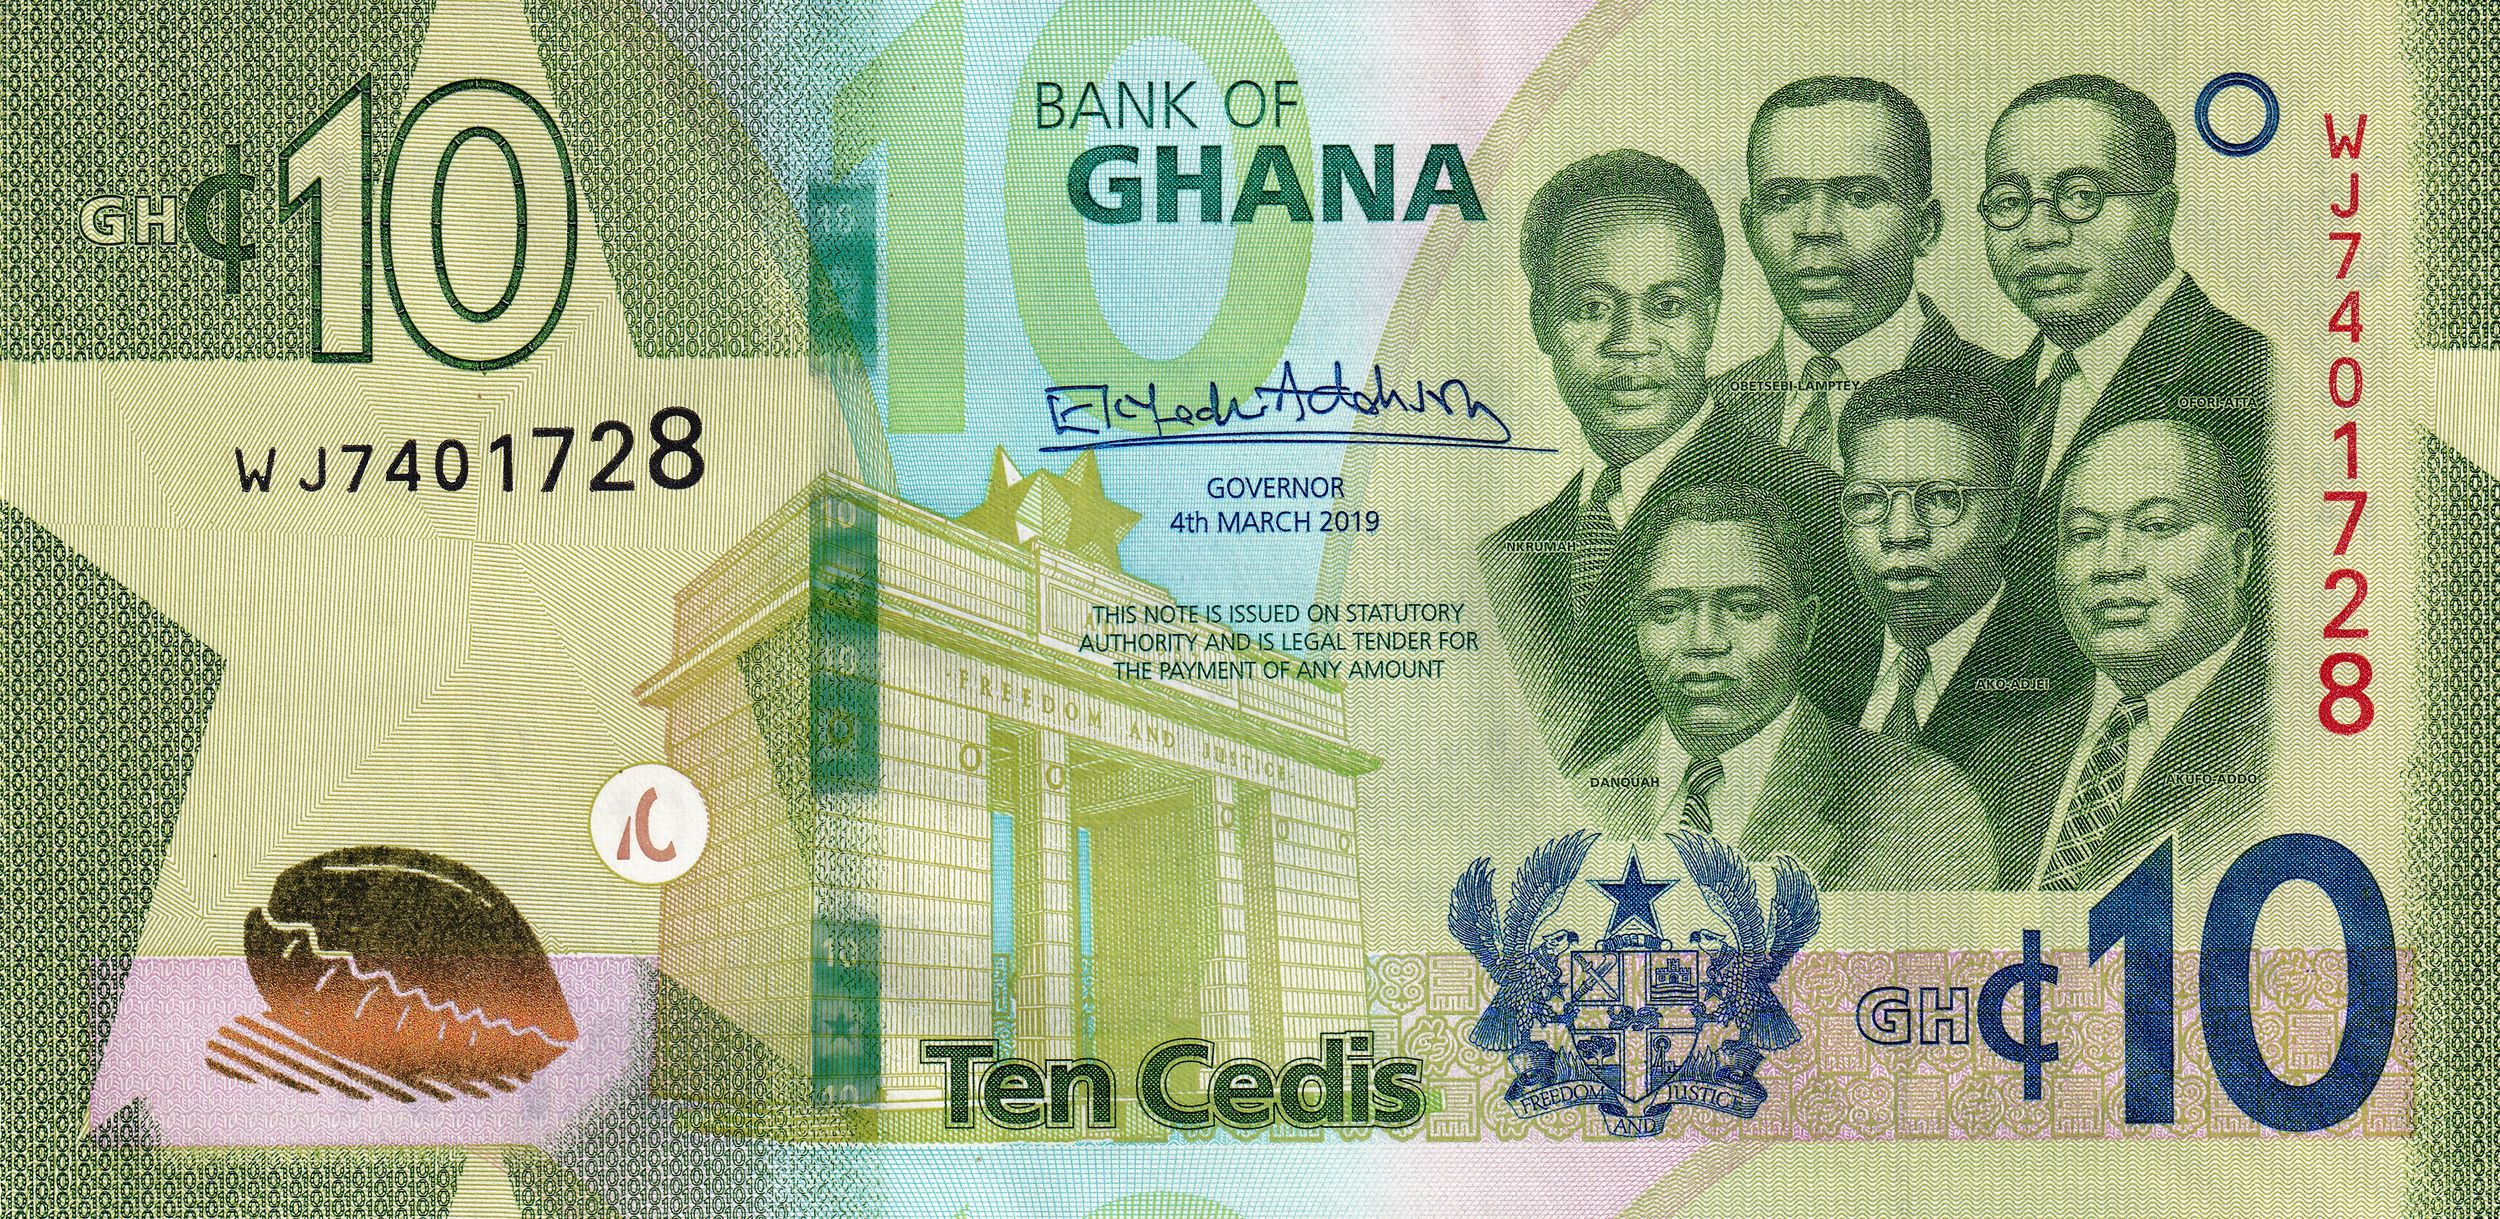 GH¢10
WJ7401728
10
BANK OF
GHANA
GOVERNOR
4th MARCH 2019
THIS NOTE IS ISSUED ON STATUTORY
AUTHORITY AND IS LEGAL TENDER FOR
THE PAYMENT OF ANY AMOUNT
FREEDOM AND JUSTICE
Ten Cedis
OBETSEBI-LAMPTEY
OFORI-ATTA
NKRUMAH
AKO-ADJEI
DANQUAH
AKUFO-ADDO
WJ7401728
FREEDOM AND JUSTICE
GH¢10